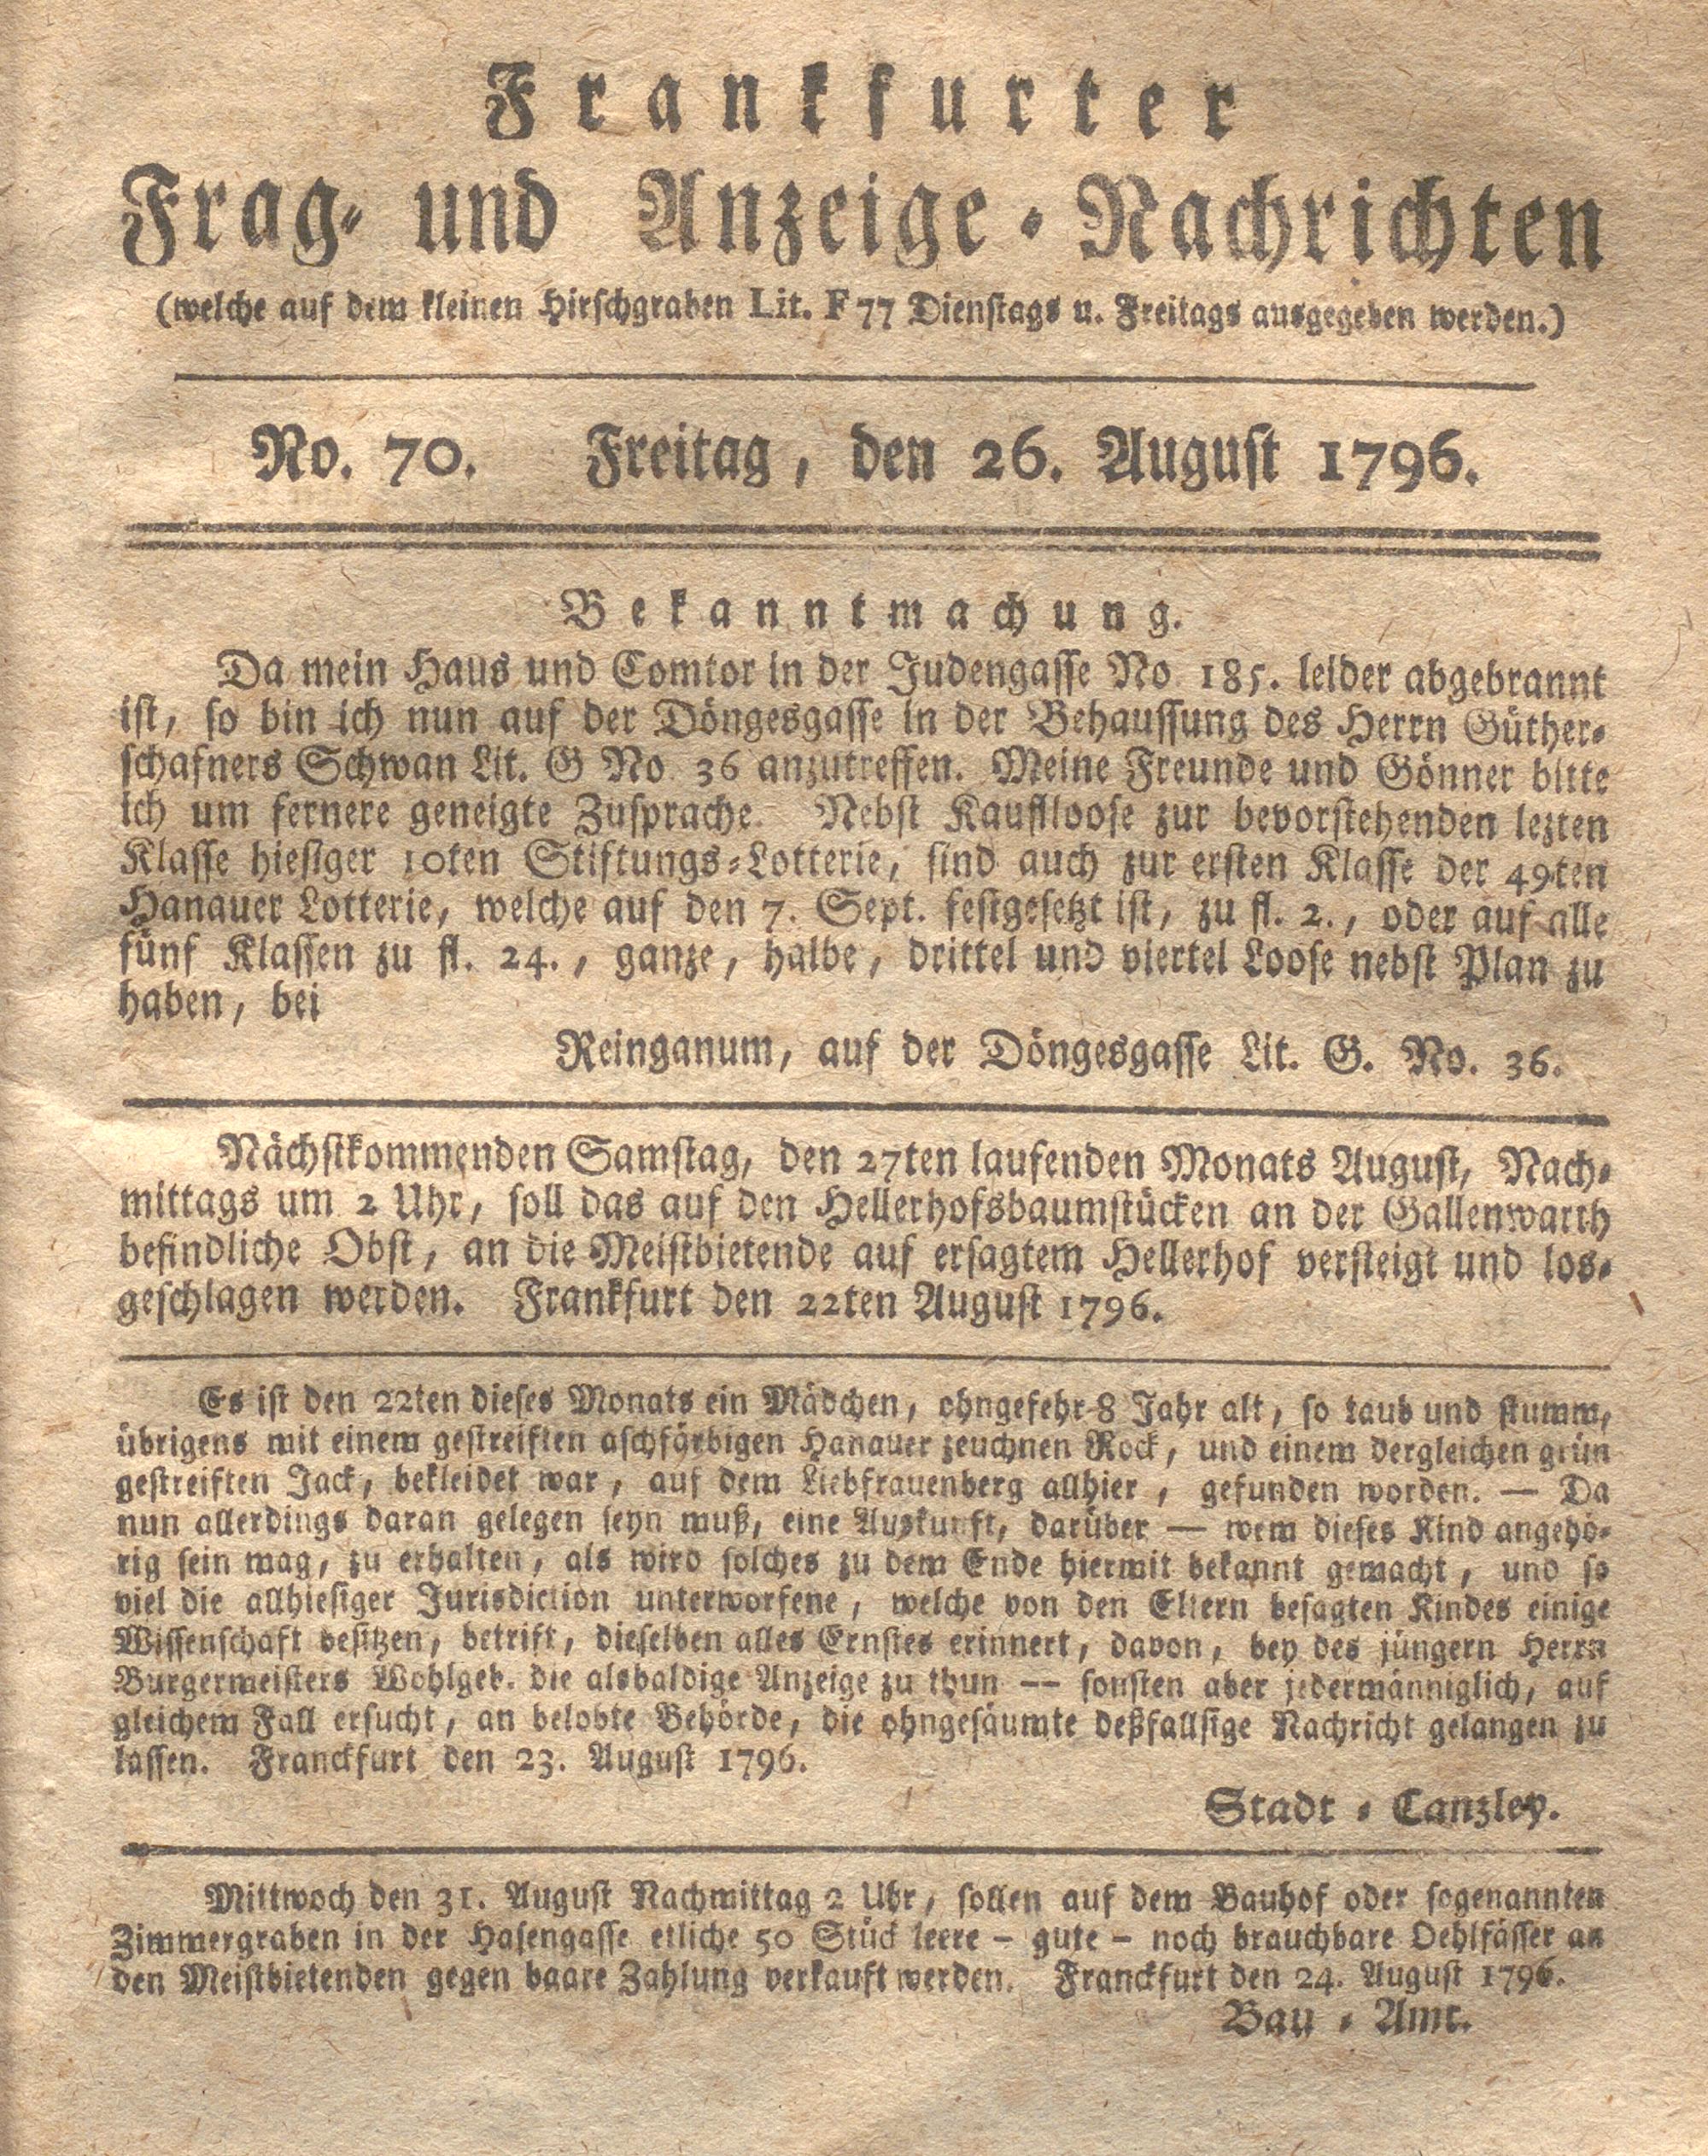 Frankfurter
Frag- und Anzeige-Nachrichten
(welche auf dem kleinen Hirschgraben Lit. F 77 Dienstags u. Freitags ausgegeben werden.)
No. 70. Freitag, den 26. August 1796.
Bekanntmachung.
Da mein Haus und Comtor in der Judengasse No 185. leider abgebrannt
ist, so bin ich nun auf der Döngesgasse in der Behaussung des Herrn Güther-
schafners Schwan Lit. G No 36 anzutreffen. Meine Freunde und Gönner bitte
ich um fernere geneigte Zusprache. Nebst Kaufloose zur bevorstehenden lezten
Klasse hiesiger 10ten Stiftungs-Lotterie, sind auch zur ersten Klasse der 49ten
Hanauer Lotterie, welche auf den 7. Sept. festgesetzt ist, zu fl. 2., oder auf alle
fünf Klassen zu fl. 24., ganze, halbe, drittel und viertel Loose nebst Plan zu
haben, bei
Reinganum, auf der Döngesgasse Lit. G. No. 36.
Nächstkommenden Samstag, den 27ten laufenden Monats August, Nach-
mittags um 2 Uhr, soll das auf den Hellerhofsbaumstücken an der Gallenwarth
befindliche Obst, an die Meistbietende auf ersagtem Hellerhof versteigt und los-
geschlagen werden. Frankfurt den 22ten August 1796.
Es ist den 22ten dieses Monats ein Mädchen, ohngefehr 8 Jahr alt, so taub und stumm,
übrigens mit einem gestreiften aschfärbigen Hanauer zeuchnen Rock, und einem dergleichen grün
gestreiften Jack, bekleidet war, auf dem Liebfrauenberg allhier, gefunden worden. — Da
nun allerdings daran gelegen seyn muß, eine Auskunft, darüber — wem dieses Kind angehö-
rig sein mag, zu erhalten, als wird solches zu dem Ende hiermit bekannt gemacht, und so
viel die allhiesiger Jurisdiction unterworfene, welche von den Eltern besagten Kindes einige
Wissenschaft besitzen, betrift, dieselben alles Ernstes erinnert, davon, bey des jüngern Herrn
Burgermeisters Wohlgeb. die alsbaldige Anzeige zu thun -- sonsten aber jedermänniglich, auf
gleichem Fall ersucht, an belobte Behörde, die ohngesäumte deßfallsige Nachricht gelangen zu
lassen. Franckfurt den 23. August 1796.
Stadt-Canzley.
Mittwoch den 31. August Nachmittag 2 Uhr, sollen auf dem Bauhof oder sogenannten
Zimmergraben in der Hasengasse etliche 50 Stück leere - gute - noch brauchbare Oehlfässer an
den Meistbietenden gegen baare Zahlung verkauft werden. Franckfurt den 24. August 1796.
Bau-Amt.